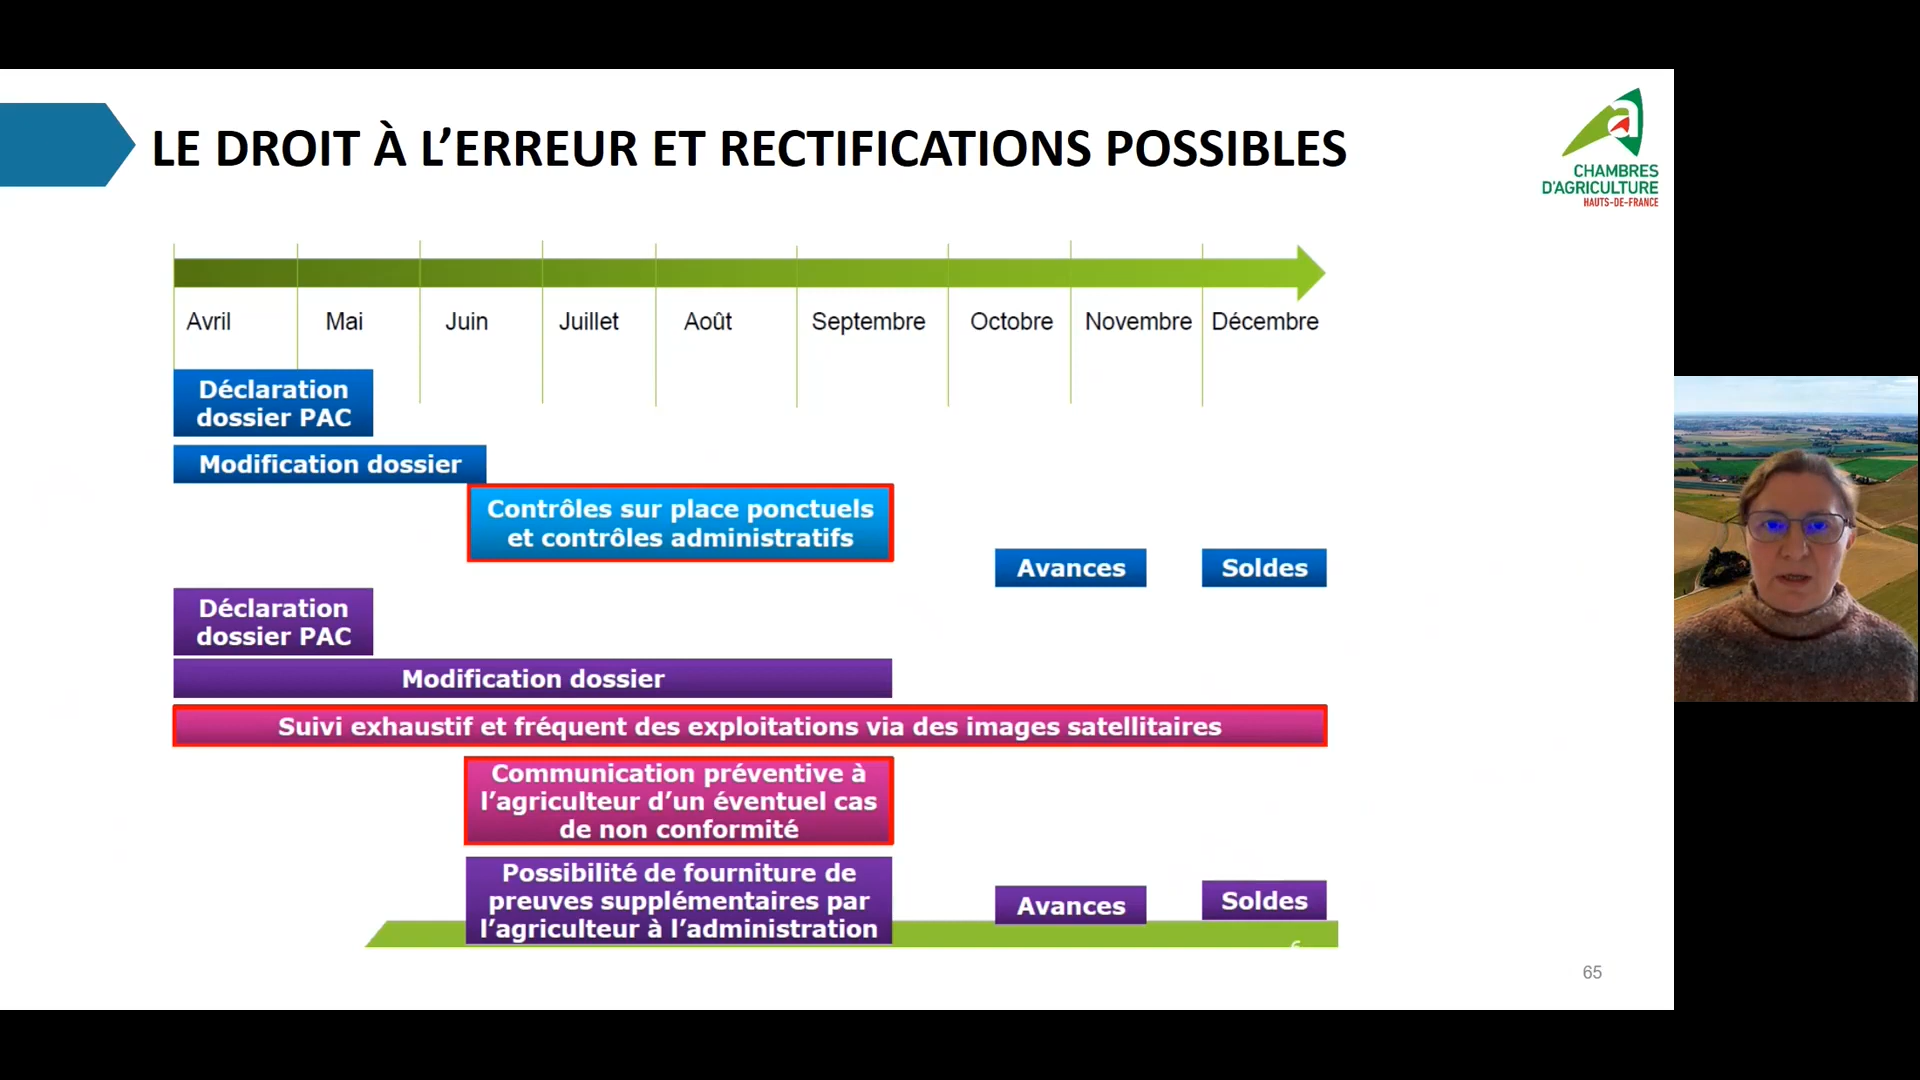 LE DROIT À L’ERREUR ET RECTIFICATIONS POSSIBLES
CHAMBRES
D'AGRICULTURE
HAUTS-DE-FRANCE
Avril
Mai
Juin
Juillet
Août
Septembre
Octobre
Novembre
Décembre
Déclaration
dossier PAC
Modification dossier
Contrôles sur place ponctuels
et contrôles administratifs
Avances
Soldes
Déclaration
dossier PAC
Modification dossier
Suivi exhaustif et fréquent des exploitations via des images satellitaires
Communication préventive à
l’agriculteur d’un éventuel cas
de non conformité
Possibilité de fourniture de
preuves supplémentaires par
l’agriculteur à l’administration
Avances
Soldes
65